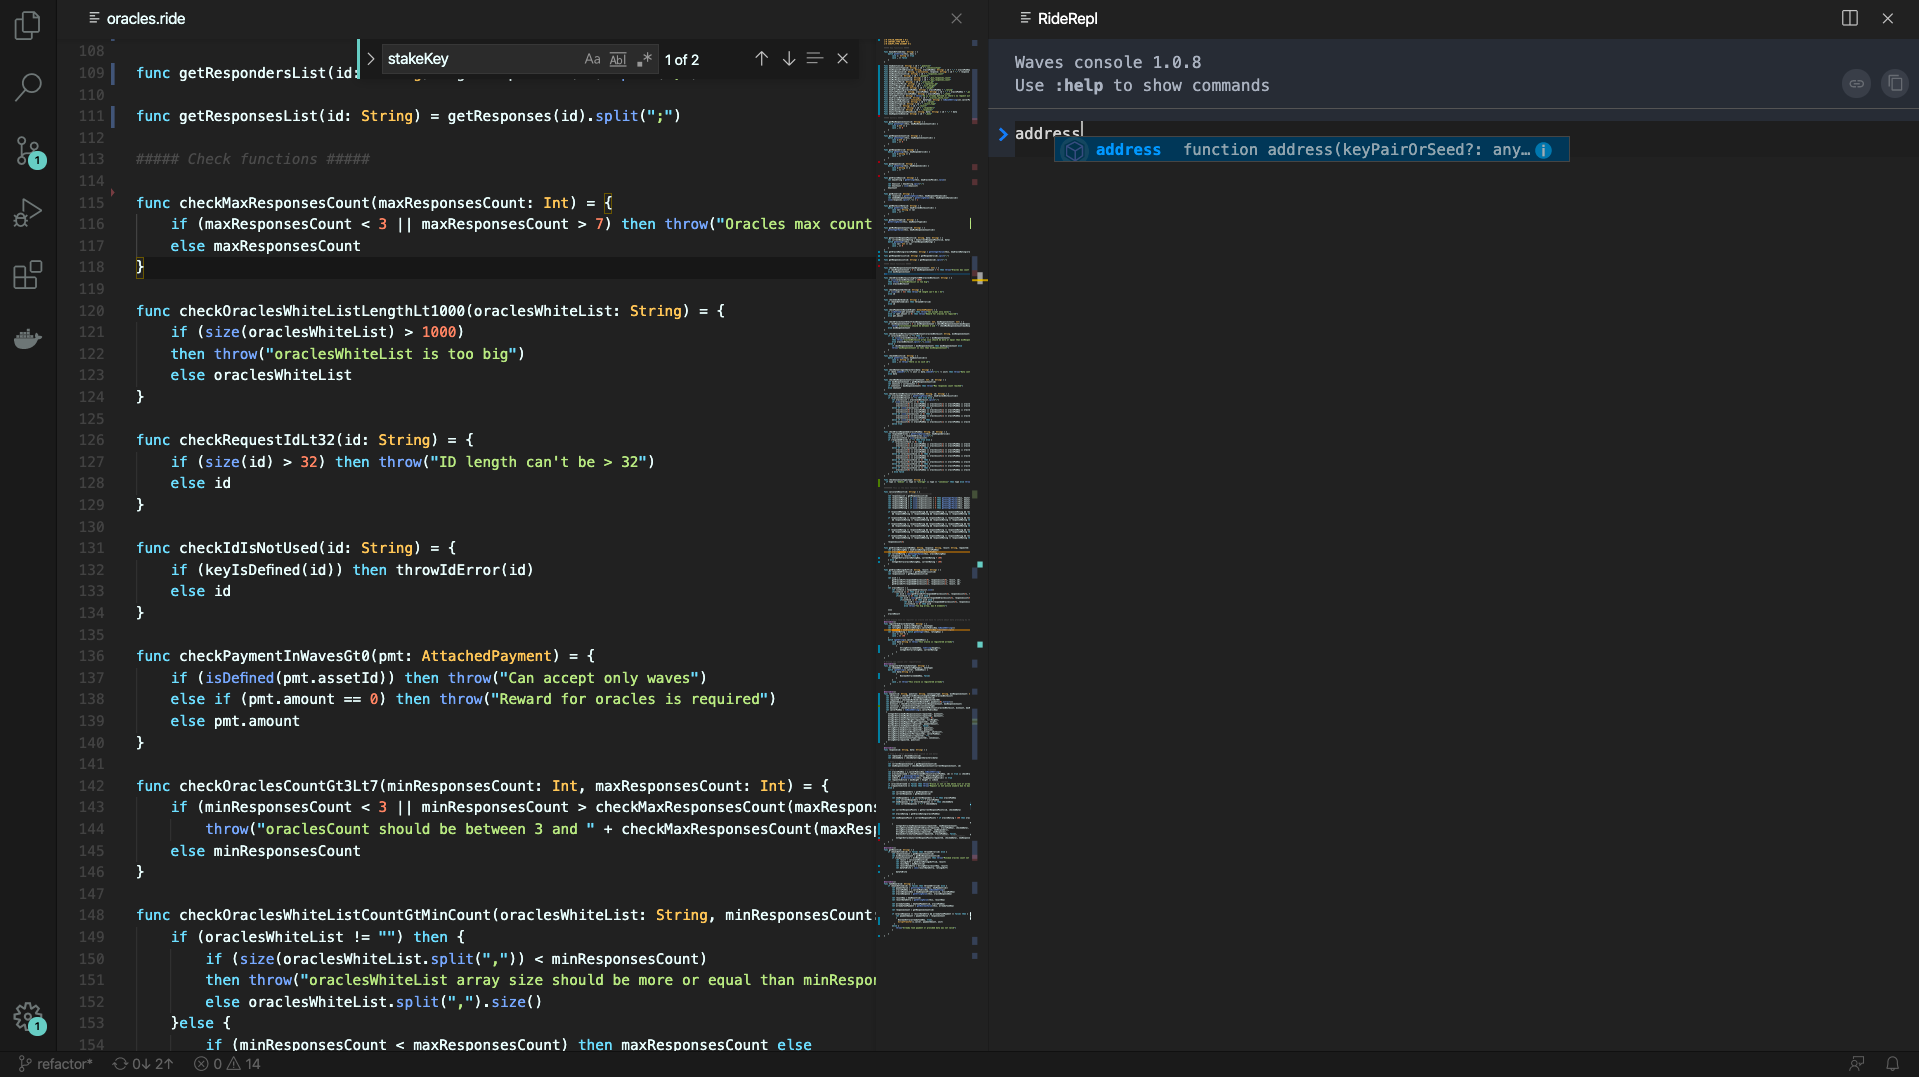 oracles.ride
108
109 func getRespondersList(id:
stakeKey Aa Abl .* 1 of 2
110
111 func getResponsesList(id: String) = getResponses(id).split(";")
112
113 ##### Check functions #####
114
115 func checkMaxResponsesCount(maxResponsesCount: Int) = {
116 if (maxResponsesCount < 3 || maxResponsesCount > 7) then throw("Oracles max count
117 else maxResponsesCount
118 }
119
120 func checkOraclesWhiteListLengthLt1000(oraclesWhiteList: String) = {
121 if (size(oraclesWhiteList) > 1000)
122 then throw("oraclesWhiteList is too big")
123 else oraclesWhiteList
124 }
125
126 func checkRequestIdLt32(id: String) = {
127 if (size(id) > 32) then throw("ID length can't be > 32")
128 else id
129 }
130
131 func checkIdIsNotUsed(id: String) = {
132 if (keyIsDefined(id)) then throwIdError(id)
133 else id
134 }
135
136 func checkPaymentInWavesGt0(pmt: AttachedPayment) = {
137 if (isDefined(pmt.assetId)) then throw("Can accept only waves")
138 else if (pmt.amount == 0) then throw("Reward for oracles is required")
139 else pmt.amount
140 }
141
142 func checkOraclesCountGt3Lt7(minResponsesCount: Int, maxResponsesCount: Int) = {
143 if (minResponsesCount < 3 || minResponsesCount > checkMaxResponsesCount(maxRespons
144 throw("oraclesCount should be between 3 and " + checkMaxResponsesCount(maxResp
145 else minResponsesCount
146 }
147
148 func checkOraclesWhiteListCountGtMinCount(oraclesWhiteList: String, minResponsesCount:
149 if (oraclesWhiteList != "") then {
150 if (size(oraclesWhiteList.split(",")) < minResponsesCount)
151 then throw("oraclesWhiteList array size should be more or equal than minRespon
152 else oraclesWhiteList.split(",").size()
153 }else {
154 if (minResponsesCount < maxResponsesCount) then maxResponsesCount else
RideRepl
Waves console 1.0.8
Use :help to show commands
address
address function address(keyPairOrSeed?: any…
1
1
refactor* 0↓ 2↑ 0 14